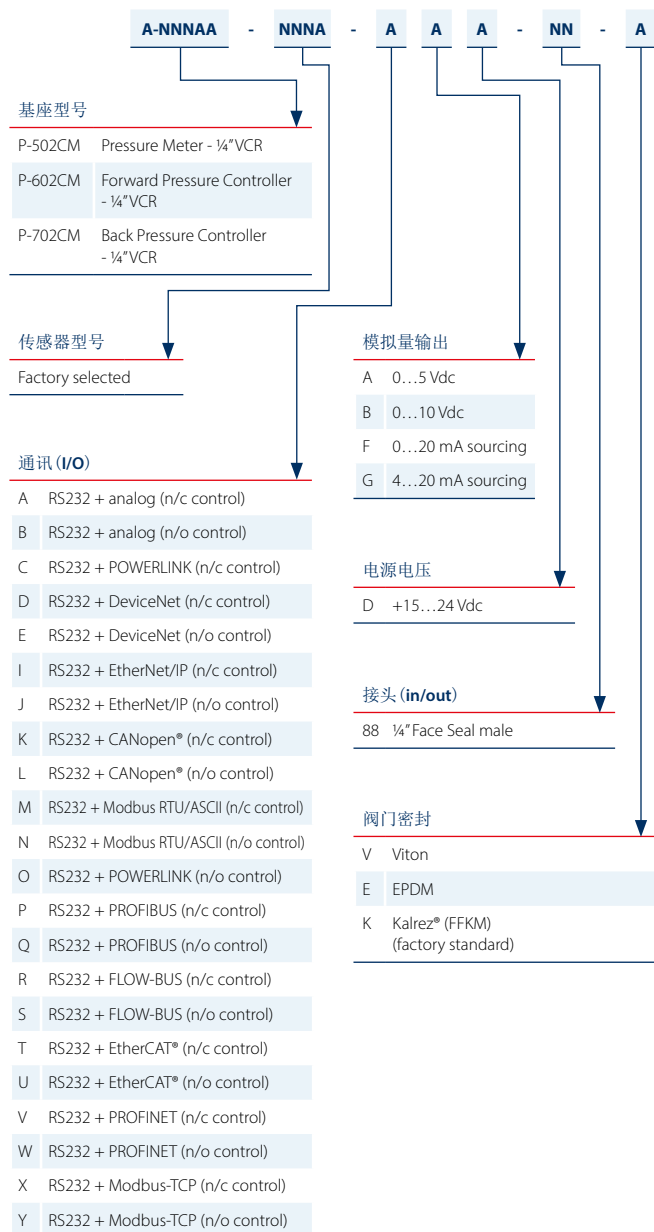 A-NNNAA - NNNA - A A A - NN - A
基座型号
P-502CM Pressure Meter - ¼” VCR
P-602CM Forward Pressure Controller
- ¼” VCR
P-702CM Back Pressure Controller
- ¼” VCR
传感器型号
Factory selected
通讯(I/O)
A RS232 + analog (n/c control)
B RS232 + analog (n/o control)
C RS232 + POWERLINK (n/c control)
D RS232 + DeviceNet (n/c control)
E RS232 + DeviceNet (n/o control)
I RS232 + EtherNet/IP (n/c control)
J RS232 + EtherNet/IP (n/o control)
K RS232 + CANopen® (n/c control)
L RS232 + CANopen® (n/o control)
M RS232 + Modbus RTU/ASCII (n/c control)
N RS232 + Modbus RTU/ASCII (n/o control)
O RS232 + POWERLINK (n/o control)
P RS232 + PROFIBUS (n/c control)
Q RS232 + PROFIBUS (n/o control)
R RS232 + FLOW-BUS (n/c control)
S RS232 + FLOW-BUS (n/o control)
T RS232 + EtherCAT® (n/c control)
U RS232 + EtherCAT® (n/o control)
V RS232 + PROFINET (n/c control)
W RS232 + PROFINET (n/o control)
X RS232 + Modbus-TCP (n/c control)
Y RS232 + Modbus-TCP (n/o control)
模拟量输出
A 0…5 Vdc
B 0…10 Vdc
F 0…20 mA sourcing
G 4…20 mA sourcing
电源电压
D +15…24 Vdc
接头(in/out)
88 ¼” Face Seal male
阀门密封
V Viton
E EPDM
K Kalrez® (FFKM)
(factory standard)